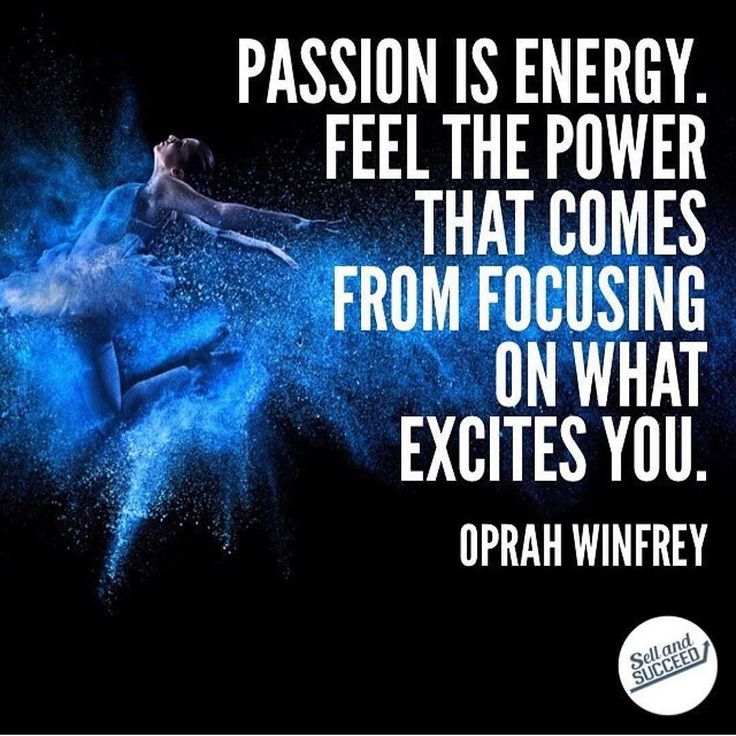 PASSION IS ENERGY.
FEEL THE POWER
THAT COMES
FROM FOCUSING
ON WHAT
EXCITES YOU.
OPRAH WINFREY
Sell and
SUCCEED